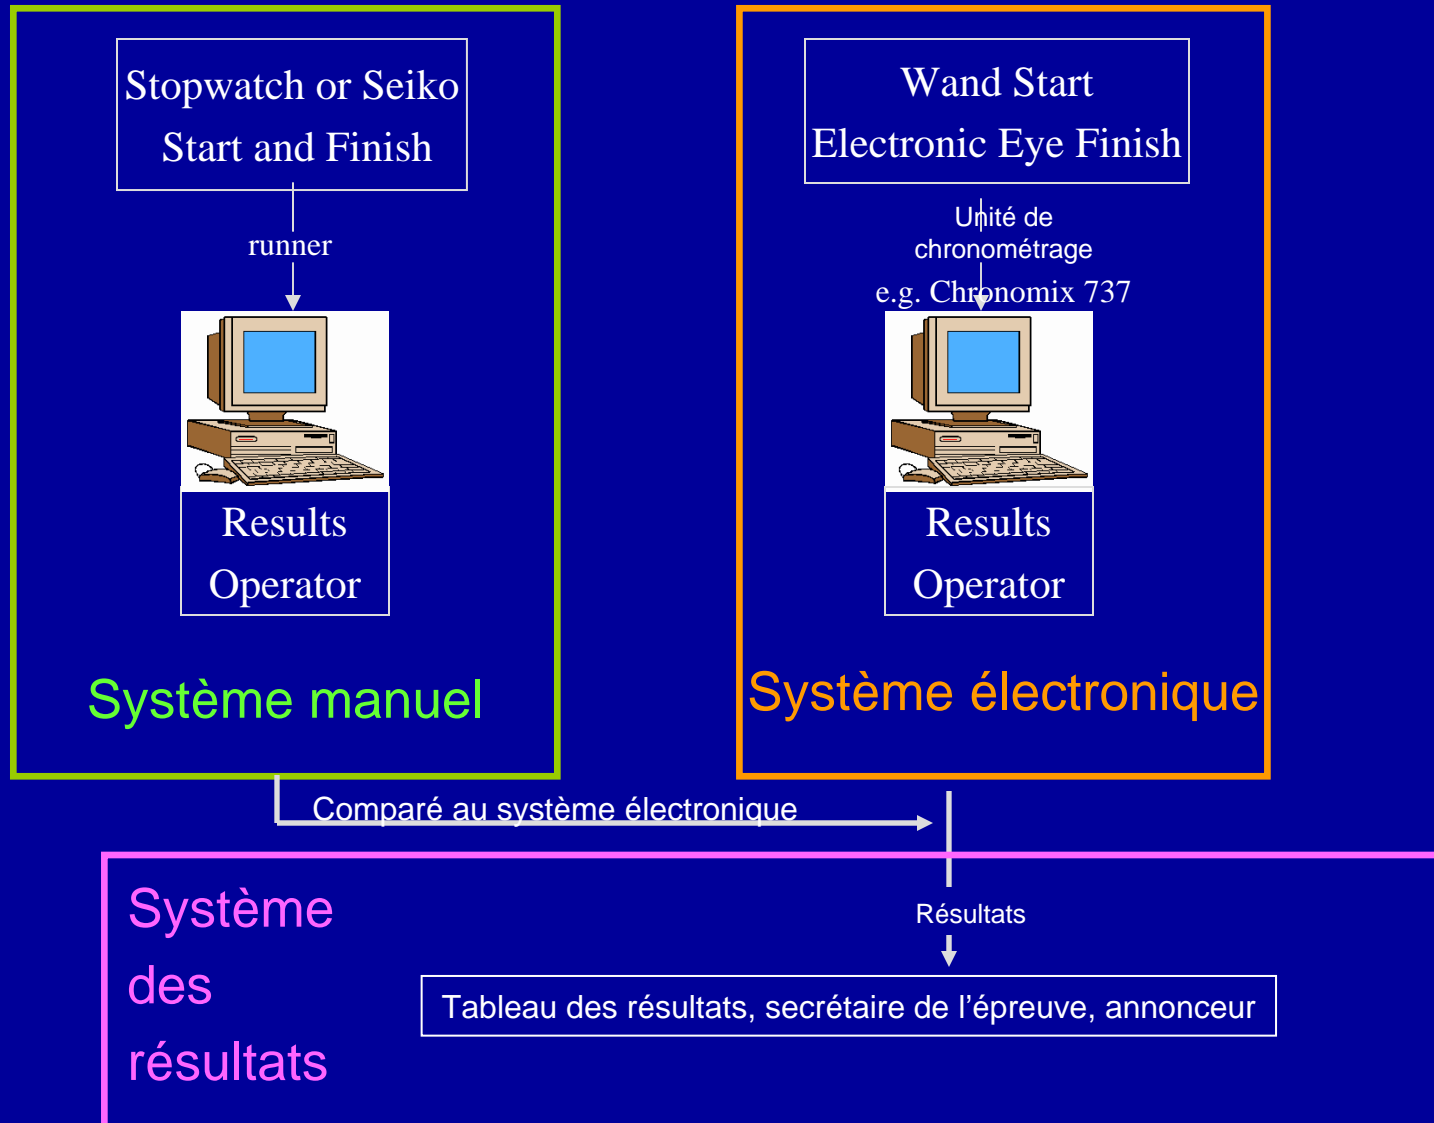 Stopwatch or Seiko
Start and Finish
runner
Results
Operator
Système manuel
Wand Start
Electronic Eye Finish
Unité de
chronométrage
e.g. Chronomix 737
Results
Operator
Système électronique
Comparé au système électronique
Système
des
résultats
Résultats
Tableau des résultats, secrétaire de l’épreuve, annonceur